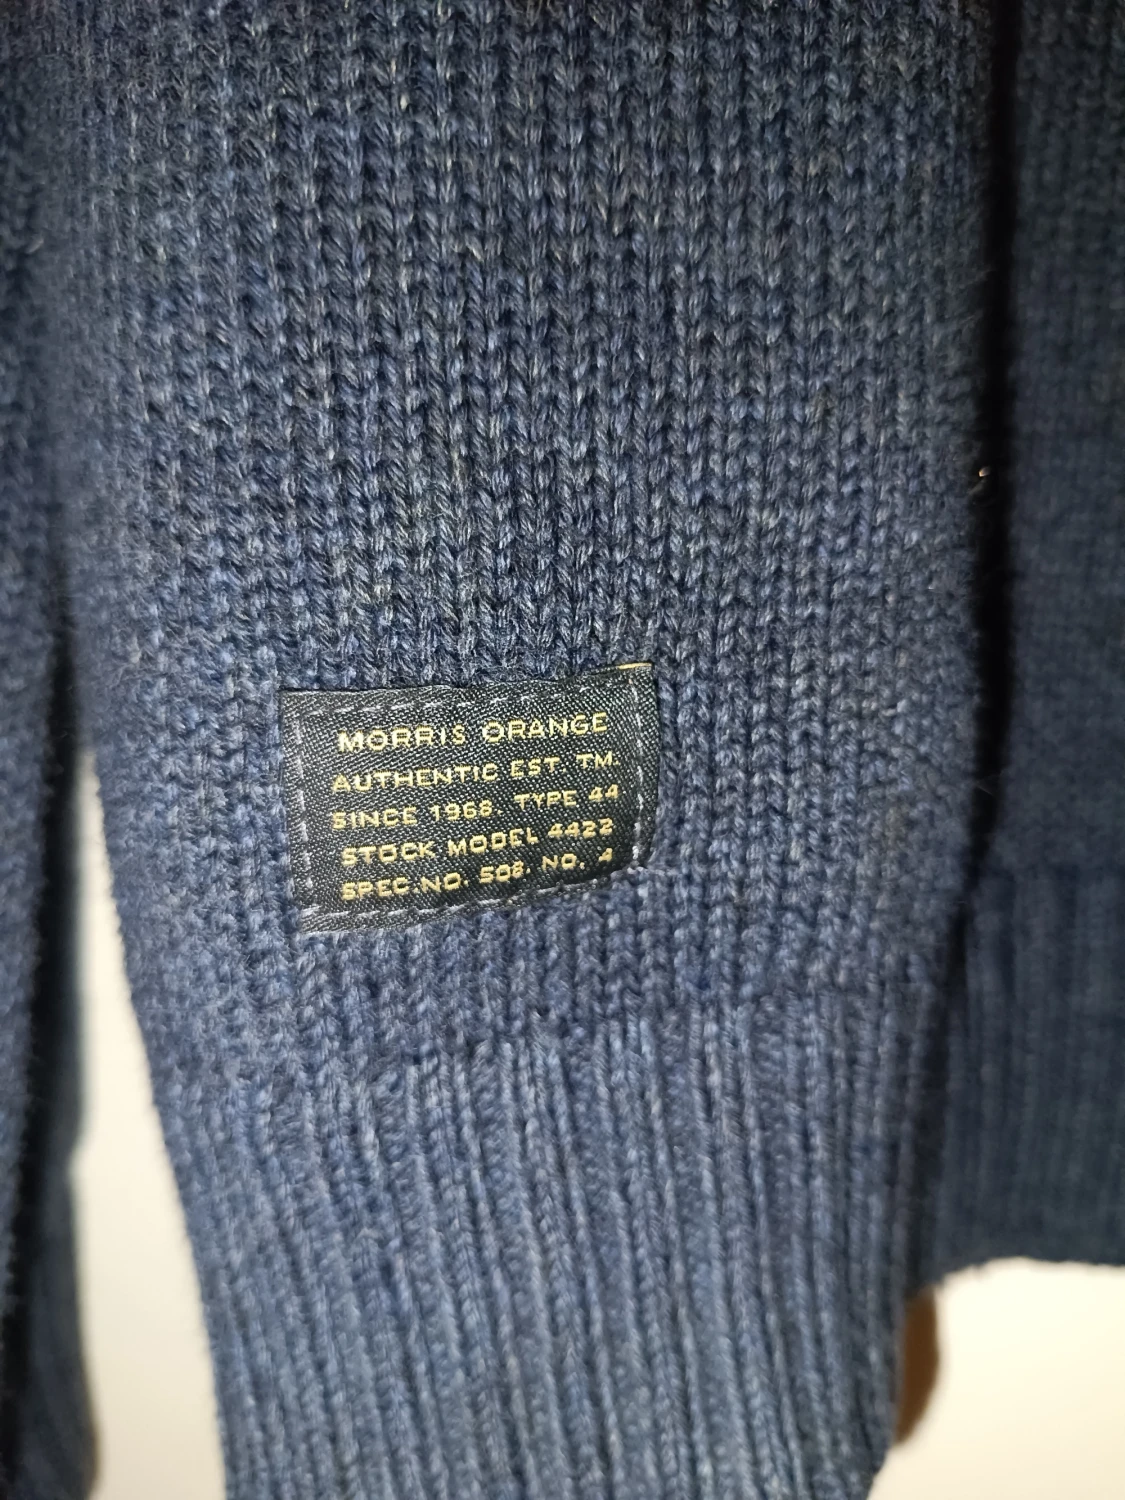 MORRIS ORANGE
AUTHENTIC EST. TM.
SINCE 1968. TYPE 44
STOCK MODEL 4422
SPEC.NO. 508. NO. 4